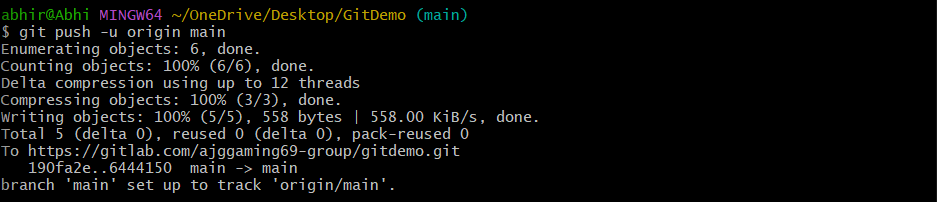 abhir@Abhi MINGW64 ~/OneDrive/Desktop/GitDemo (main)
$ git push -u origin main
Enumerating objects: 6, done.
Counting objects: 100% (6/6), done.
Delta compression using up to 12 threads
Compressing objects: 100% (3/3), done.
Writing objects: 100% (5/5), 558 bytes | 558.00 KiB/s, done.
Total 5 (delta 0), reused 0 (delta 0), pack-reused 0
To https://gitlab.com/ajggaming69-group/gitdemo.git
   190fa2e..6444150  main -> main
branch 'main' set up to track 'origin/main'.